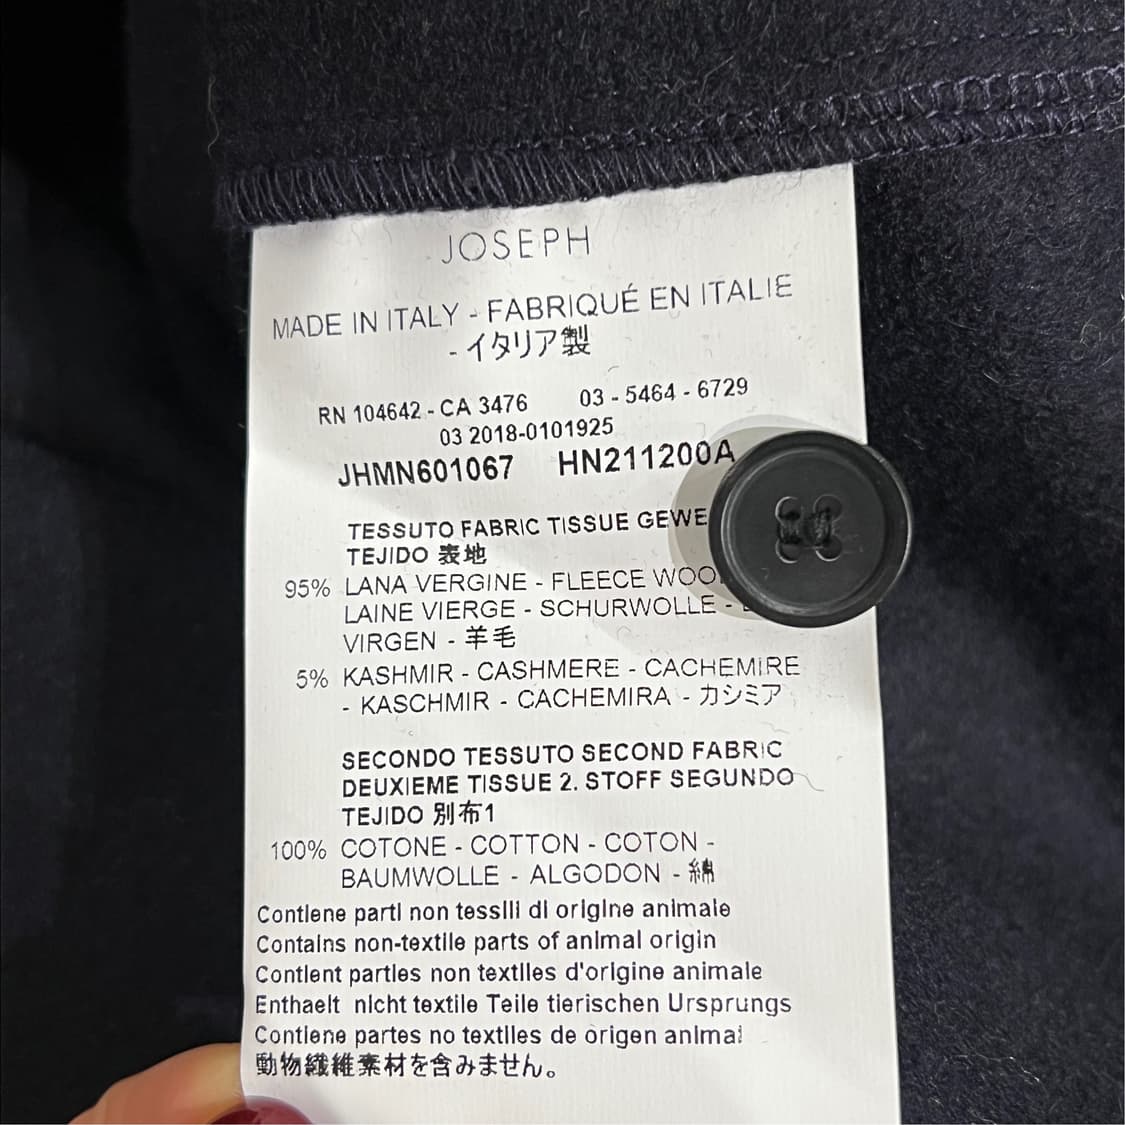 JOSEPH
MADE IN ITALY - FABRIQUÉ EN ITALIE
- イタリア製
RN 104642 - CA 3476 03 - 5464 - 6729
03 2018-0101925
JHMN601067 HN211200A
TESSUTO FABRIC TISSUE
TEJIDO 表地
95% LANA VERGINE - FLEECE
LAINE VIERGE - SCHURWOLLE -
VIRGEN - 羊毛
5% KASHMIR - CASHMERE - CACHEMIRE
- KASCHMIR - CACHEMIRA - カシミア
SECONDO TESSUTO SECOND FABRIC
DEUXIEME TISSUE 2. STOFF SEGUNDO
TEJIDO 別布1
100% COTONE - COTTON - COTON -
BAUMWOLLE - ALGODON - 綿
Contiene parti non tessili di origine animale
Contains non-textile parts of animal origin
Contient parties non textiles d'origine animale
Enthaelt nicht textile Teile tierischen Ursprungs
Contiene partes no textiles de origen animal
動物繊維素材を含みません。